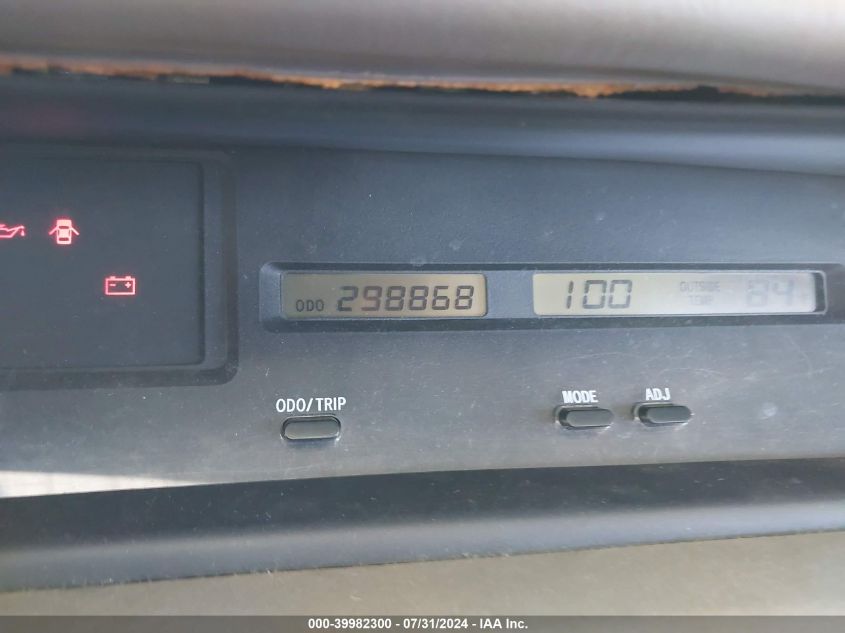 ODO 298868
100 OUTSIDE TEMP 84
ODO/TRIP
MODE ADJ
000-39982300 - 07/31/2024 - IAA Inc.